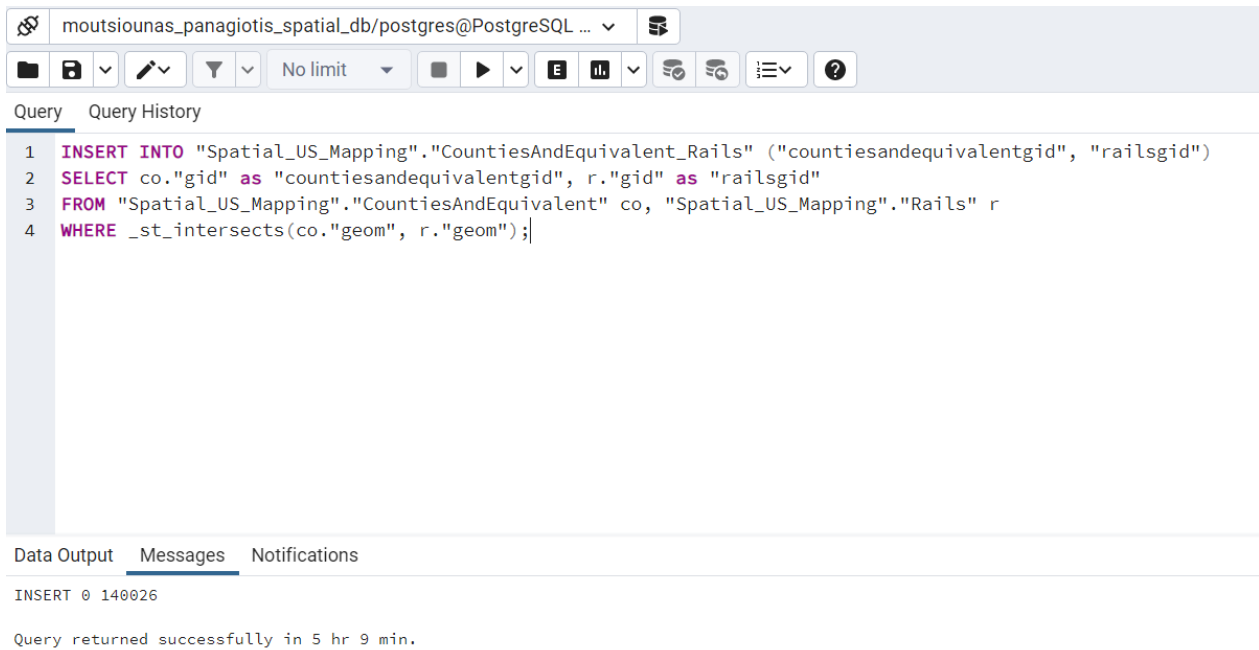 moutsiounas_panagiotis_spatial_db/postgres@PostgreSQL ...
No limit
E
Query Query History
1 INSERT INTO "Spatial_US_Mapping"."CountiesAndEquivalent_Rails" ("countiesandequivalentgid", "railsgid")
2 SELECT co."gid" as "countiesandequivalentgid", r."gid" as "railsgid"
3 FROM "Spatial_US_Mapping"."CountiesAndEquivalent" co, "Spatial_US_Mapping"."Rails" r
4 WHERE _st_intersects(co."geom", r."geom");
Data Output Messages Notifications
INSERT 0 140026
Query returned successfully in 5 hr 9 min.